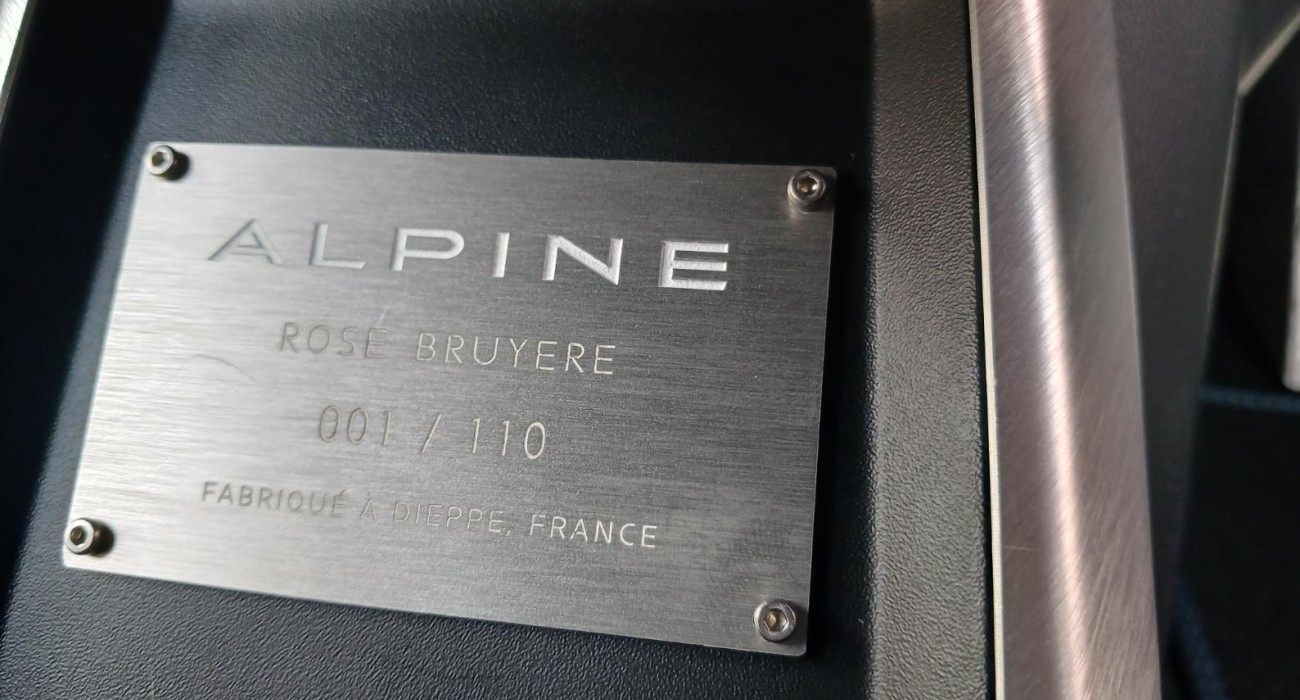 ALPINE
ROSE BRUYERE
001 / 110
FABRIQUÉ À DIEPPE, FRANCE